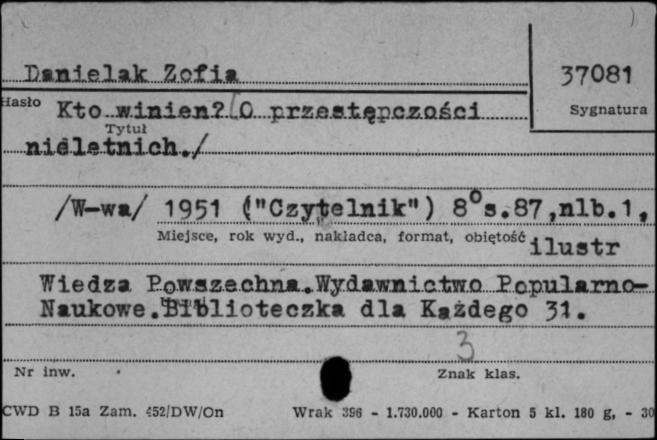 Danielak Zofia
37081
Hasło
Sygnatura
Kto winien? /O przestępczości
Tytuł
nieletnich./
/W-wa/ 1951 ("Czytelnik") 8°s.87,nlb.1,
Miejsce, rok wyd., nakładca, format, objętość
ilustr
Wiedza Powszechna.Wydawnictwo Popularno-
Naukowe.Biblioteczka dla Każdego 31.
3
Nr inw.
Znak klas.
CWD B 15a Zam. 452/DW/On Wrak 396 - 1.730.000 - Karton 5 kl. 180 g, - 30